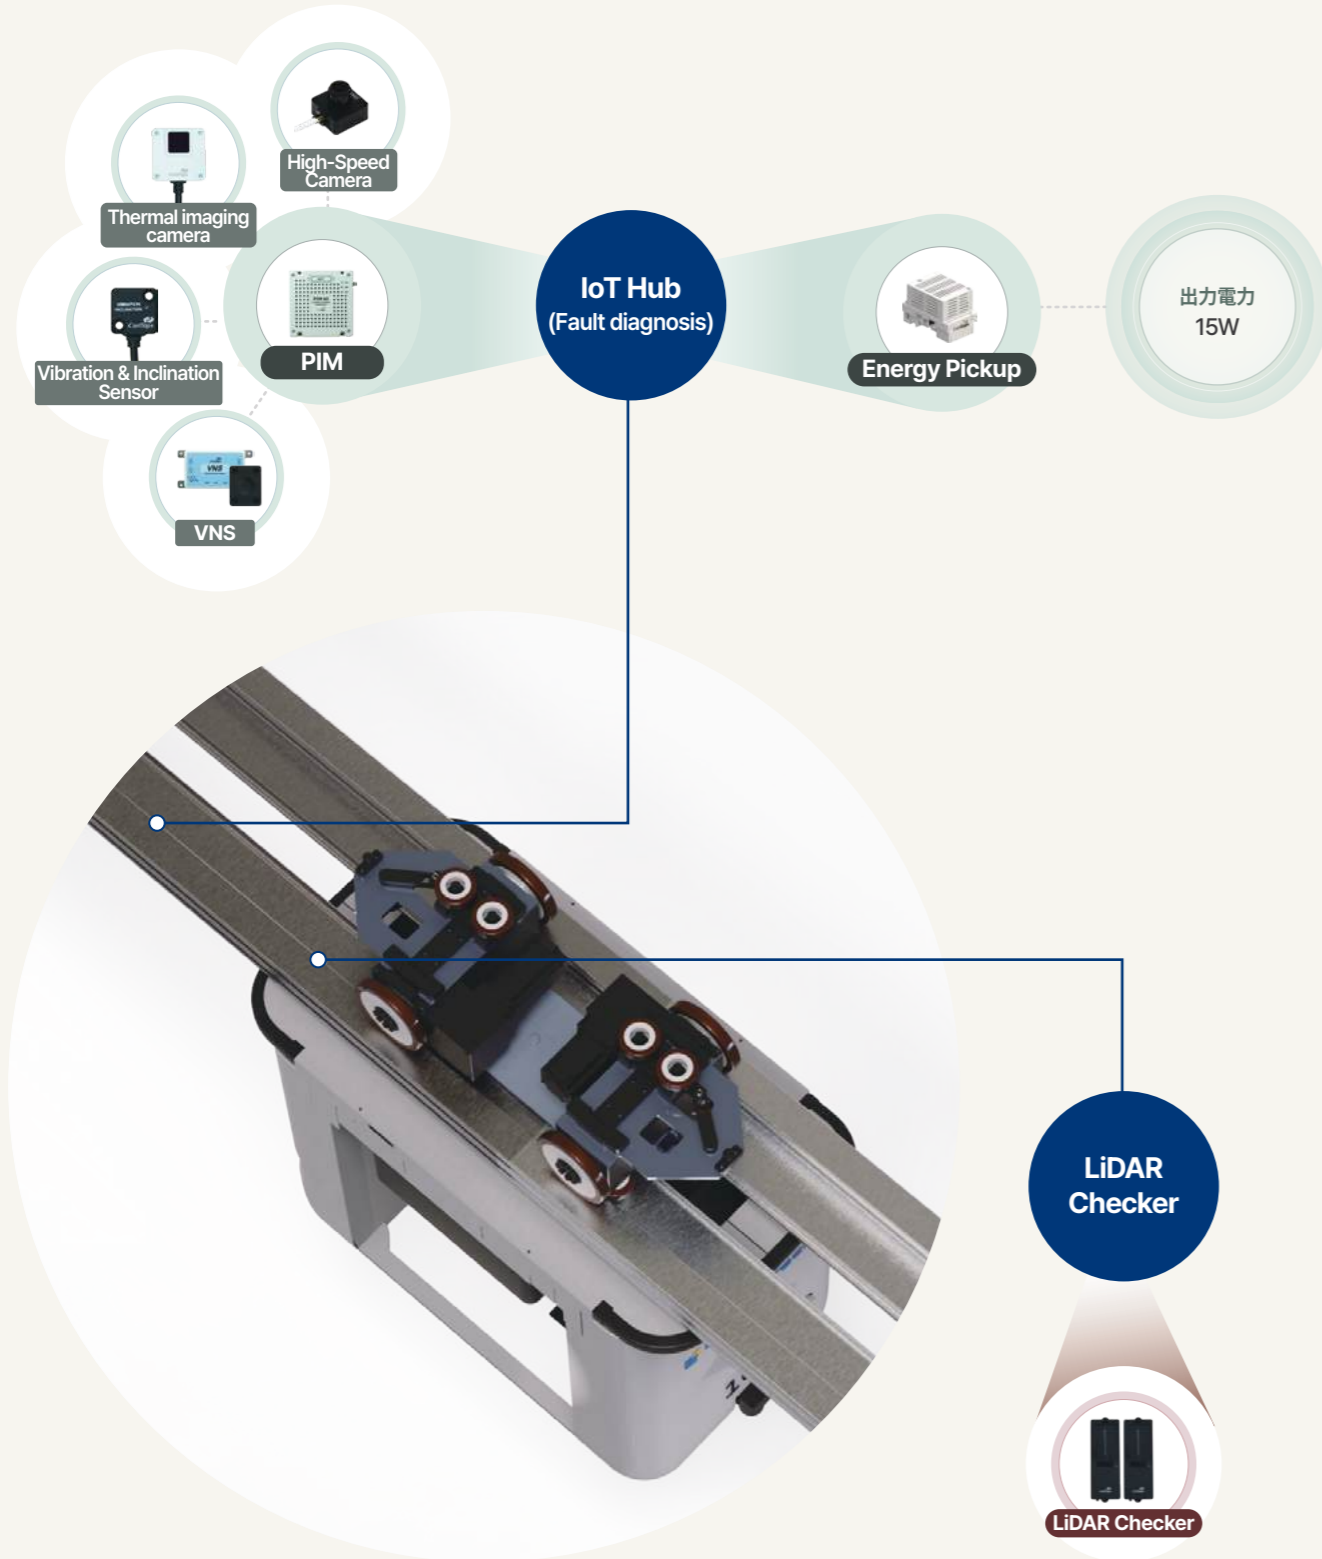 High-Speed
Camera
Thermal imaging
camera
Vibration & Inclination
Sensor
VNS
VNS
PIM
IoT Hub
(Fault diagnosis)
Energy Pickup
出力電力
15W
LiDAR
Checker
LiDAR Checker